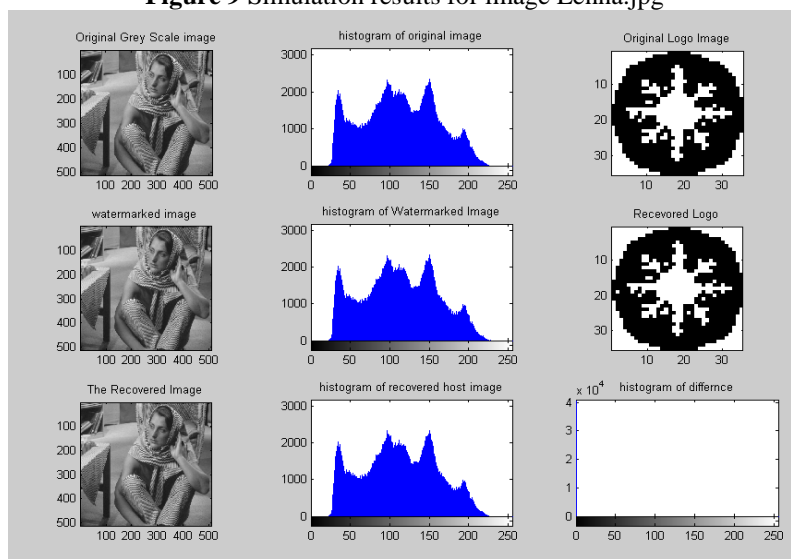 Figure 9 Simulation results for image Lenna.jpg
Original Grey Scale image
100
200
300
400
500
100 200 300 400 500
histogram of original image
3000
2000
1000
0
0 50 100 150 200 250
Original Logo Image
10
20
30
10 20 30
watermarked image
100
200
300
400
500
100 200 300 400 500
histogram of Watermarked Image
3000
2000
1000
0
0 50 100 150 200 250
Recevored Logo
10
20
30
10 20 30
The Recovered Image
100
200
300
400
500
100 200 300 400 500
histogram of recovered host image
3000
2000
1000
0
0 50 100 150 200 250
x 10^4 histogram of differnce
4
3
2
1
0
0 50 100 150 200 250